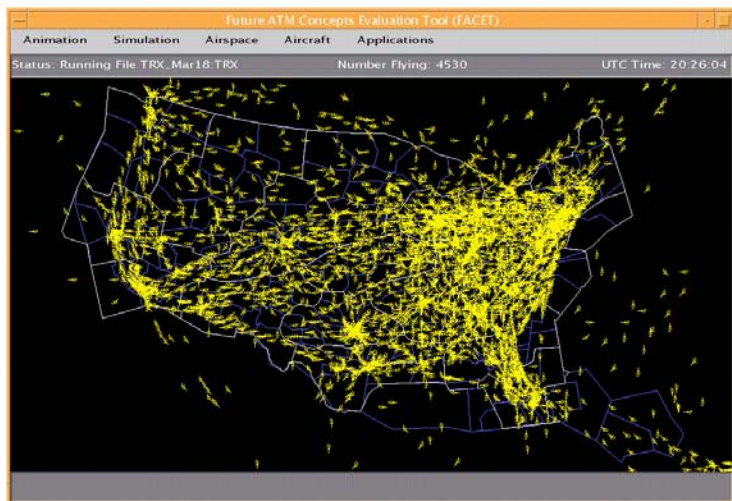 Future ATM Concepts Evaluation Tool (FACET)
Animation Simulation Airspace Aircraft Applications
Status: Running File TRX_Mar18:TRX Number Flying: 4530 UTC Time: 20:26:04